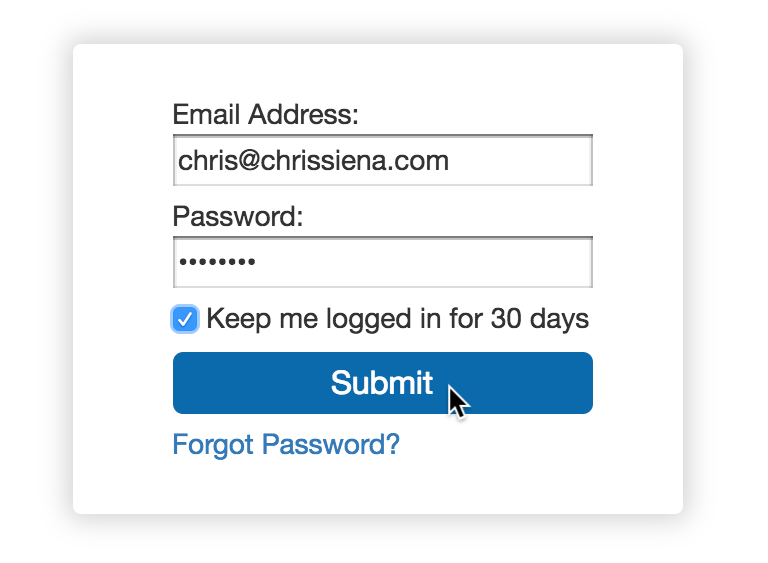 Email Address:
chris@chrissiena.com
Password:
••••••••
Keep me logged in for 30 days
Submit
Forgot Password?